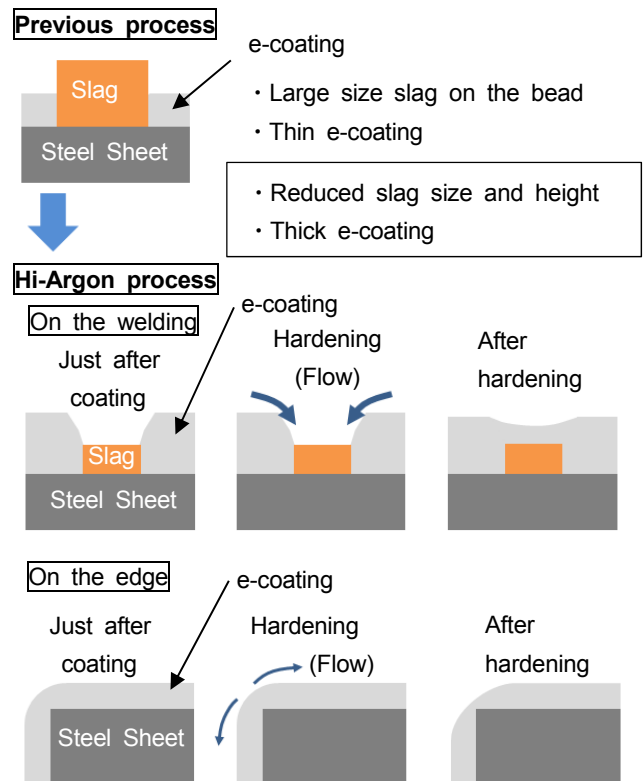 Previous process
e-coating
Slag
Steel Sheet
・Large size slag on the bead
・Thin e-coating
・Reduced slag size and height
・Thick e-coating
Hi-Argon process
On the welding
e-coating
Just after
coating
Hardening
(Flow)
After
hardening
Slag
Steel Sheet
On the edge
e-coating
Just after
coating
Hardening
(Flow)
After
hardening
Steel Sheet